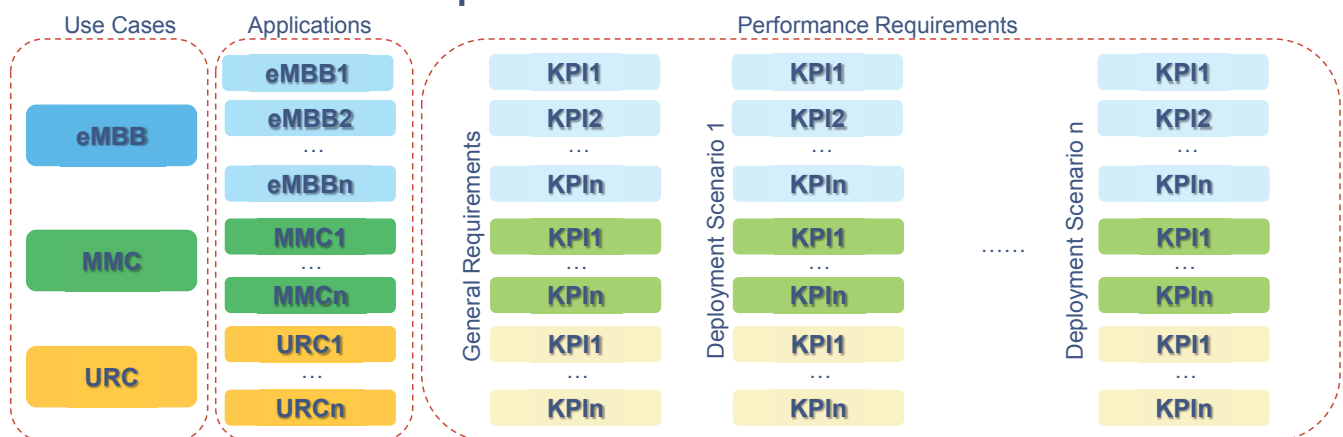 Use Cases
Applications
Performance Requirements
eMBB
MMC
URC
eMBB1
eMBB2
...
eMBBn
MMC1
...
MMCn
URC1
...
URCn
General Requirements
KPI1
KPI2
...
KPIn
KPI1
...
KPIn
KPI1
...
KPIn
Deployment Scenario 1
KPI1
KPI2
...
KPIn
KPI1
...
KPIn
KPI1
...
KPIn
......
Deployment Scenario n
KPI1
KPI2
...
KPIn
KPI1
...
KPIn
KPI1
...
KPIn